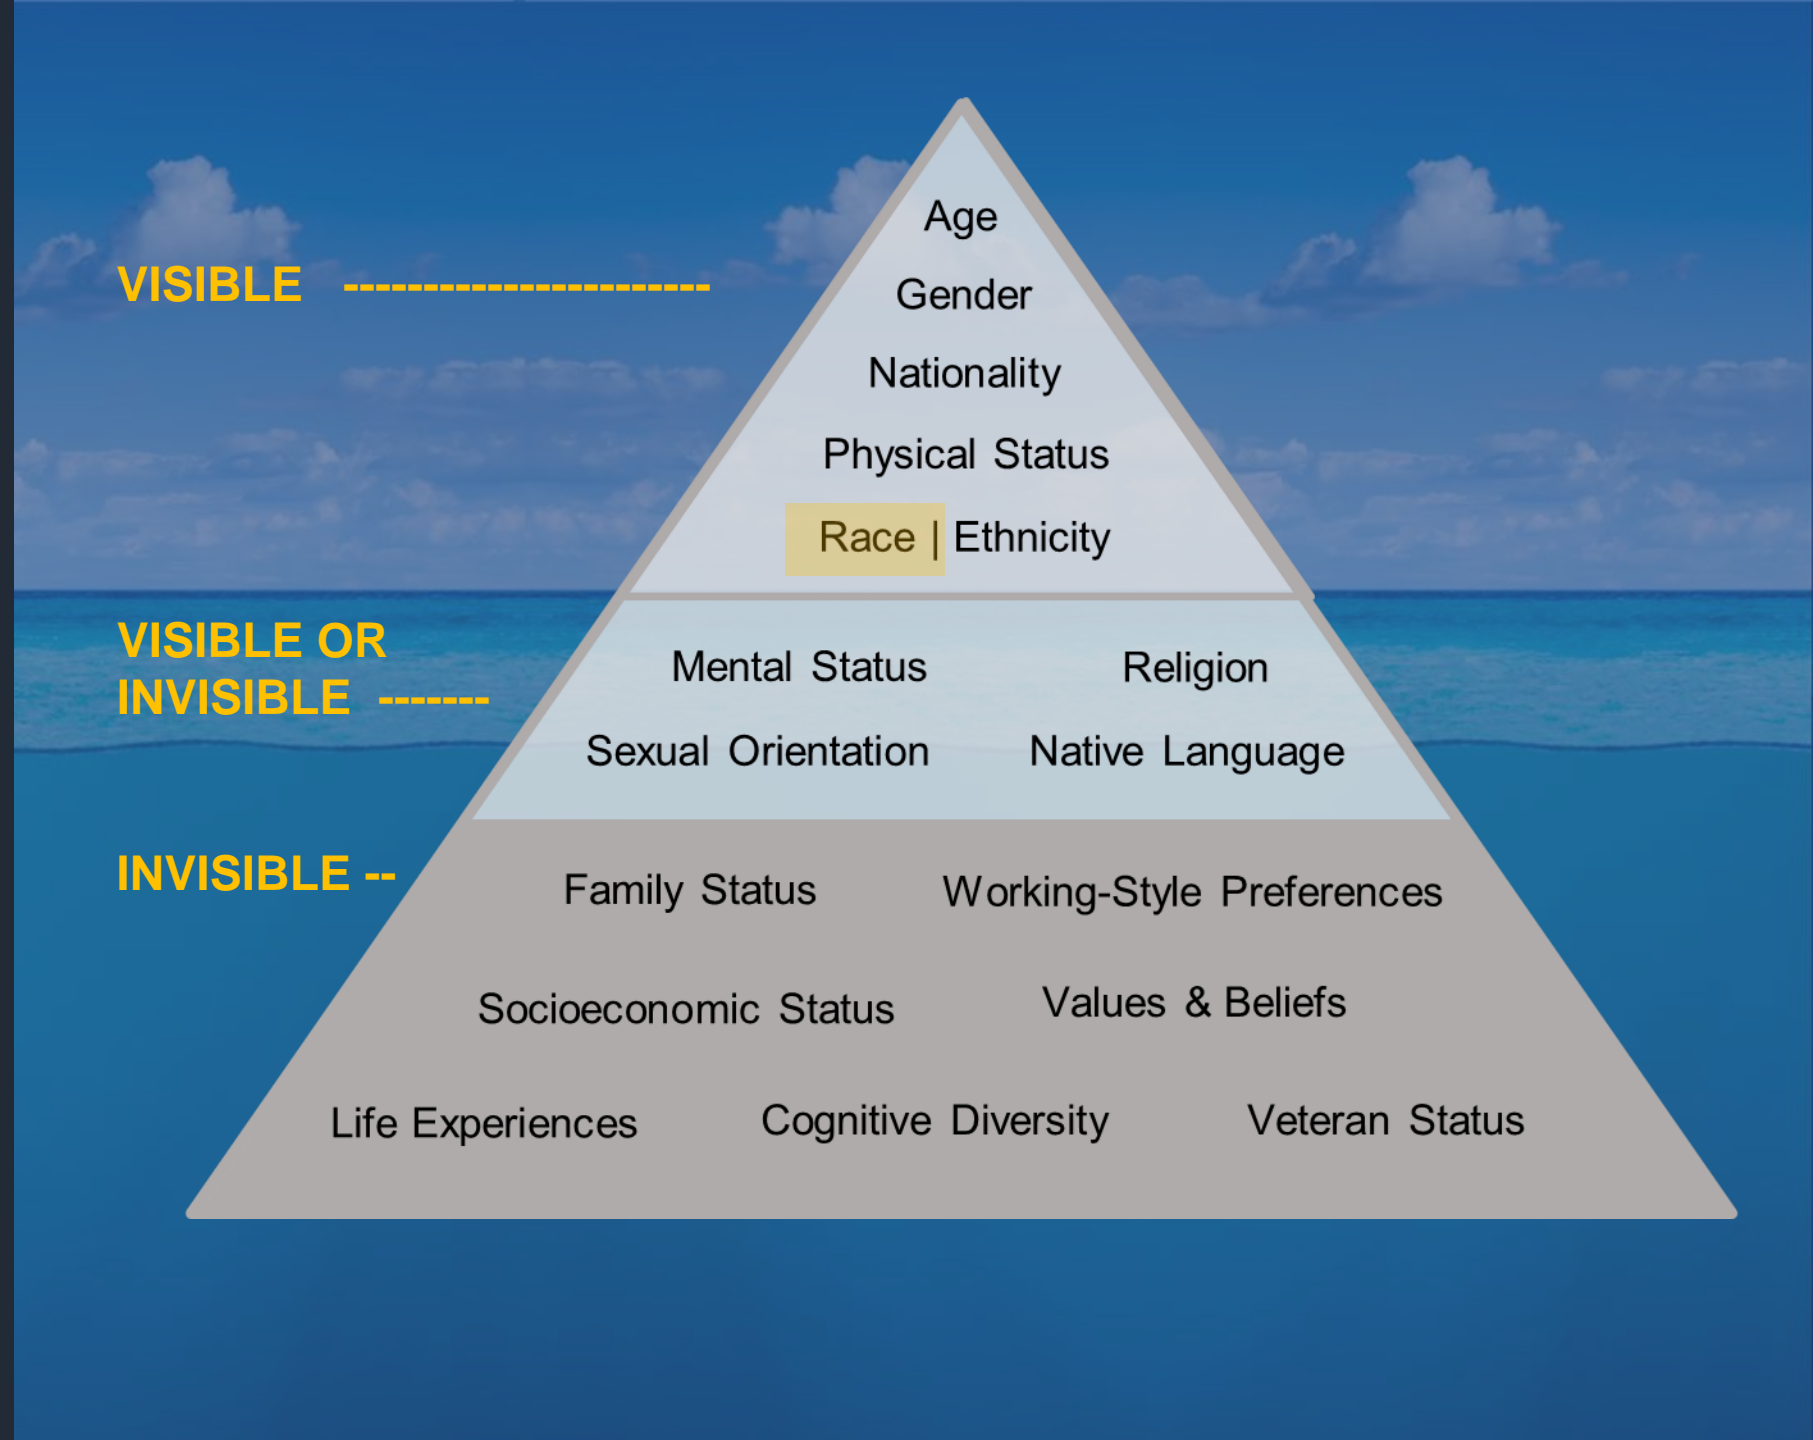 Age
VISIBLE -----------------------
Gender
Nationality
Physical Status
Race | Ethnicity
VISIBLE OR
INVISIBLE -------
Mental Status Religion
Sexual Orientation Native Language
INVISIBLE --
Family Status Working-Style Preferences
Socioeconomic Status Values & Beliefs
Life Experiences Cognitive Diversity Veteran Status